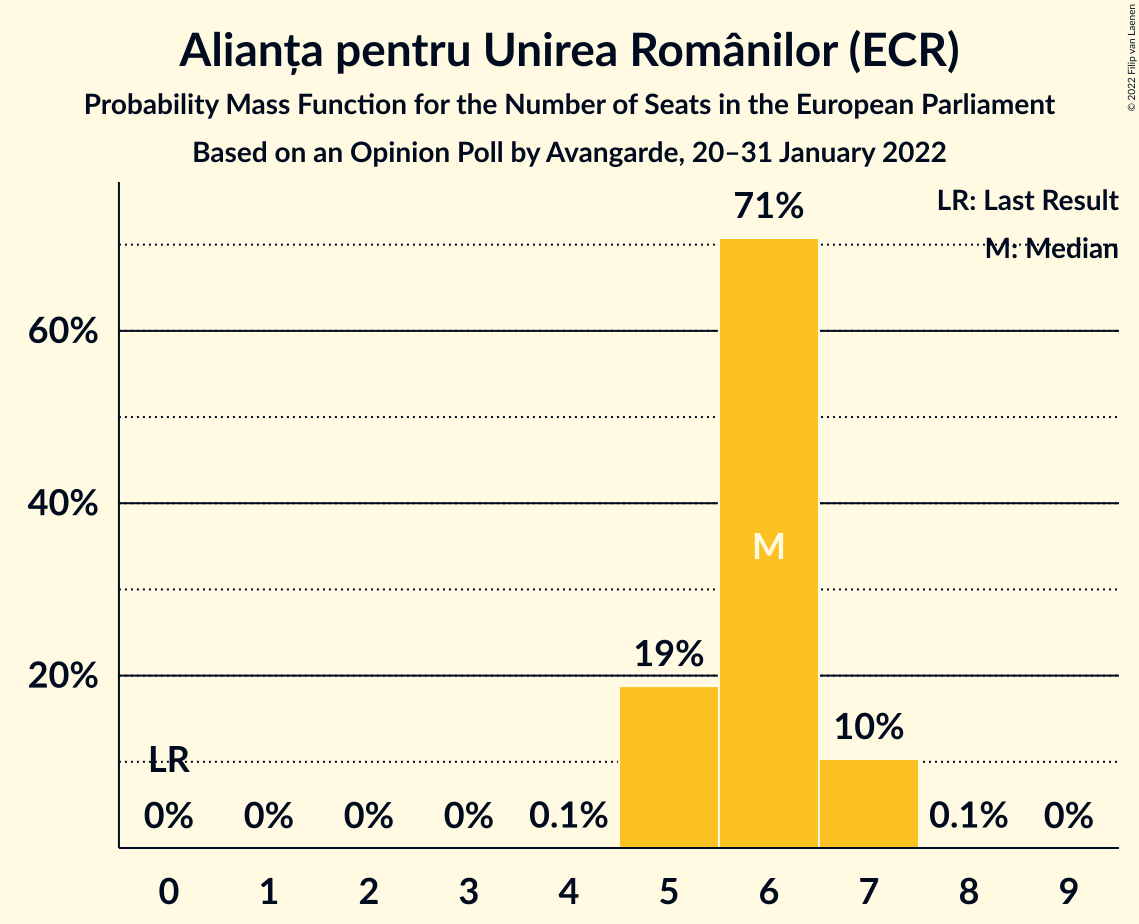 Alianța pentru Unirea Românilor (ECR)
Probability Mass Function for the Number of Seats in the European Parliament
Based on an Opinion Poll by Avangarde, 20–31 January 2022
© 2022 Filip van Laenen
LR: Last Result
M: Median
71%
60%
40%
M
19%
20%
10%
LR
0% 0% 0% 0% 0.1% 0.1% 0%
0 1 2 3 4 5 6 7 8 9